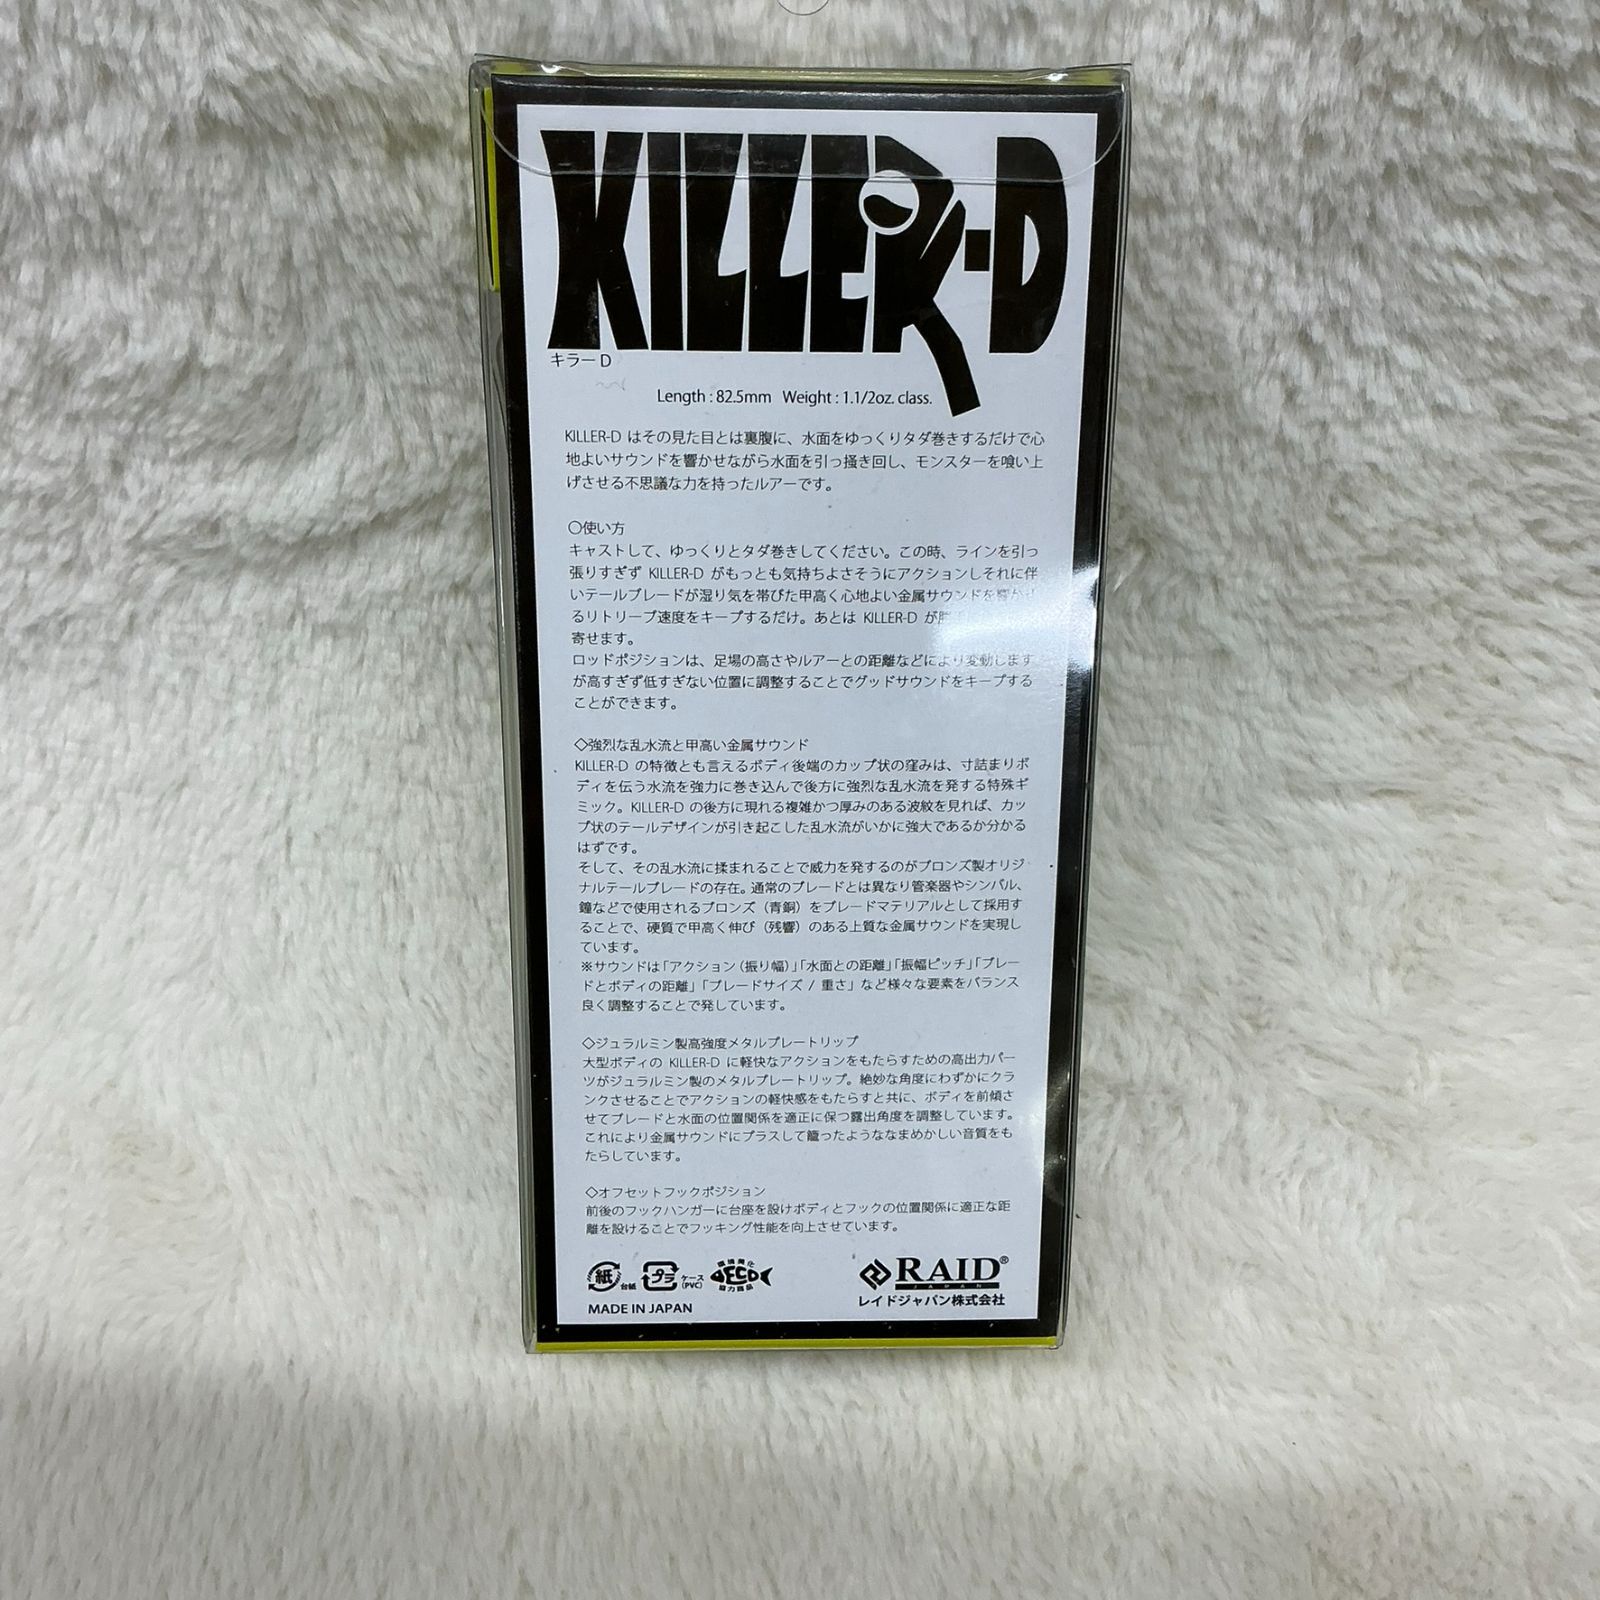 KILLER-D
キラーD
Length : 82.5mm Weight : 1.1/2oz. class.
KILLER-D はその見た目とは裏腹に、水面をゆっくりタダ巻きするだけで心
地よいサウンドを響かせながら水面を引っ掻き回し、モンスターを喰い上
げさせる不思議な力を持ったルアーです。
○使い方
キャストして、ゆっくりとタダ巻きしてください。この時、ラインを引っ
張りすぎず KILLER-D がもっとも気持ちよさそうにアクションしそれに伴
いテールブレードが湿り気を帯びた甲高く心地よい金属サウンドを響か
るリトリーブ速度をキープするだけ。あとは KILLER-D が
寄せます。
ロッドポジションは、足場の高さやルアーとの距離などにより変動します
が高すぎず低すぎない位置に調整することでグッドサウンドをキープする
ことができます。
◇強烈な乱水流と甲高い金属サウンド
KILLER-D の特徴とも言えるボディ後端のカップ状の窪みは、寸詰まりボ
ディを伝う水流を強力に巻き込んで後方に強烈な乱水流を発する特殊ギ
ミック。KILLER-D の後方に現れる複雑かつ厚みのある波紋を見れば、カッ
プ状のテールデザインが引き起こした乱水流がいかに強大であるか分かる
はずです。
そして、その乱水流に揉まれることで威力を発するのがブロンズ製オリジ
ナルテールブレードの存在。通常のブレードとは異なり管楽器やシンバル、
鐘などで使用されるブロンズ（青銅）をブレードマテリアルとして採用す
ることで、硬質で甲高く伸び（残響）のある上質な金属サウンドを実現し
ています。
※サウンドは「アクション（振り幅）」「水面との距離」「振幅ピッチ」「ブレー
ドとボディの距離」「ブレードサイズ / 重さ」など様々な要素をバランス
良く調整することで発しています。
◇ジュラルミン製高強度メタルプレートリップ
大型ボディの KILLER-D に軽快なアクションをもたらすための高出力パー
ツがジュラルミン製のメタルプレートリップ。絶妙な角度にわずかにクラ
ンクさせることでアクションの軽快感をもたらすと共に、ボディを前傾さ
せてブレードと水面の位置関係を適正に保つ露出角度を調整しています。
これにより金属サウンドにプラスして籠ったようななまめかしい音質をも
たらしています。
◇オフセットフックポジション
前後のフックハンガーに台座を設けボディとフックの位置関係に適正な距
離を設けることでフッキング性能を向上させています。
紙 台紙 プラ ケース (PVC) 環境美化 DECO 協力商品
MADE IN JAPAN
RAID®
JAPAN
レイドジャパン株式会社